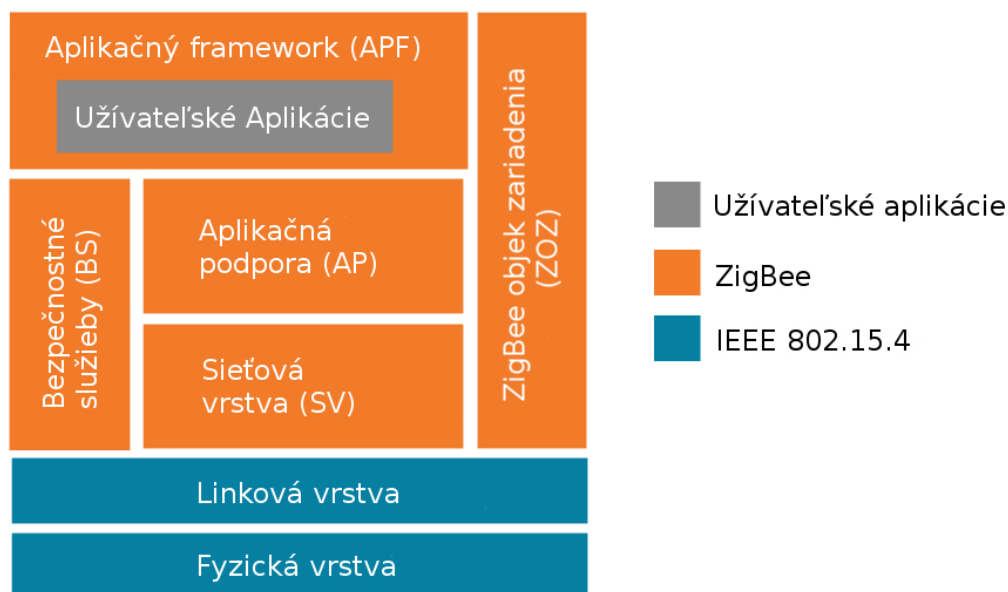 Aplikačný framework (APF)
Užívateľské Aplikácie
Bezpečnostné
služieby (BS)
Aplikačná
podpora (AP)
Sieťová
vrstva (SV)
ZigBee objek zariadenia
(ZOZ)
Linková vrstva
Fyzická vrstva
Užívateľské aplikácie
ZigBee
IEEE 802.15.4